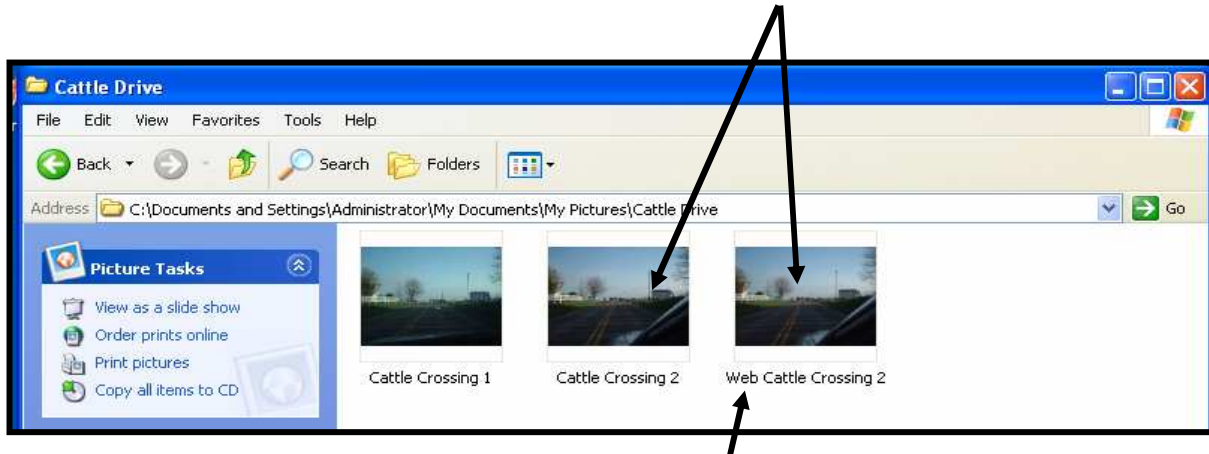 Cattle Drive
File Edit View Favorites Tools Help
Back Search Folders
Address C:\Documents and Settings\Administrator\My Documents\My Pictures\Cattle Drive Go
Picture Tasks
View as a slide show
Order prints online
Print pictures
Copy all items to CD
Cattle Crossing 1 Cattle Crossing 2 Web Cattle Crossing 2